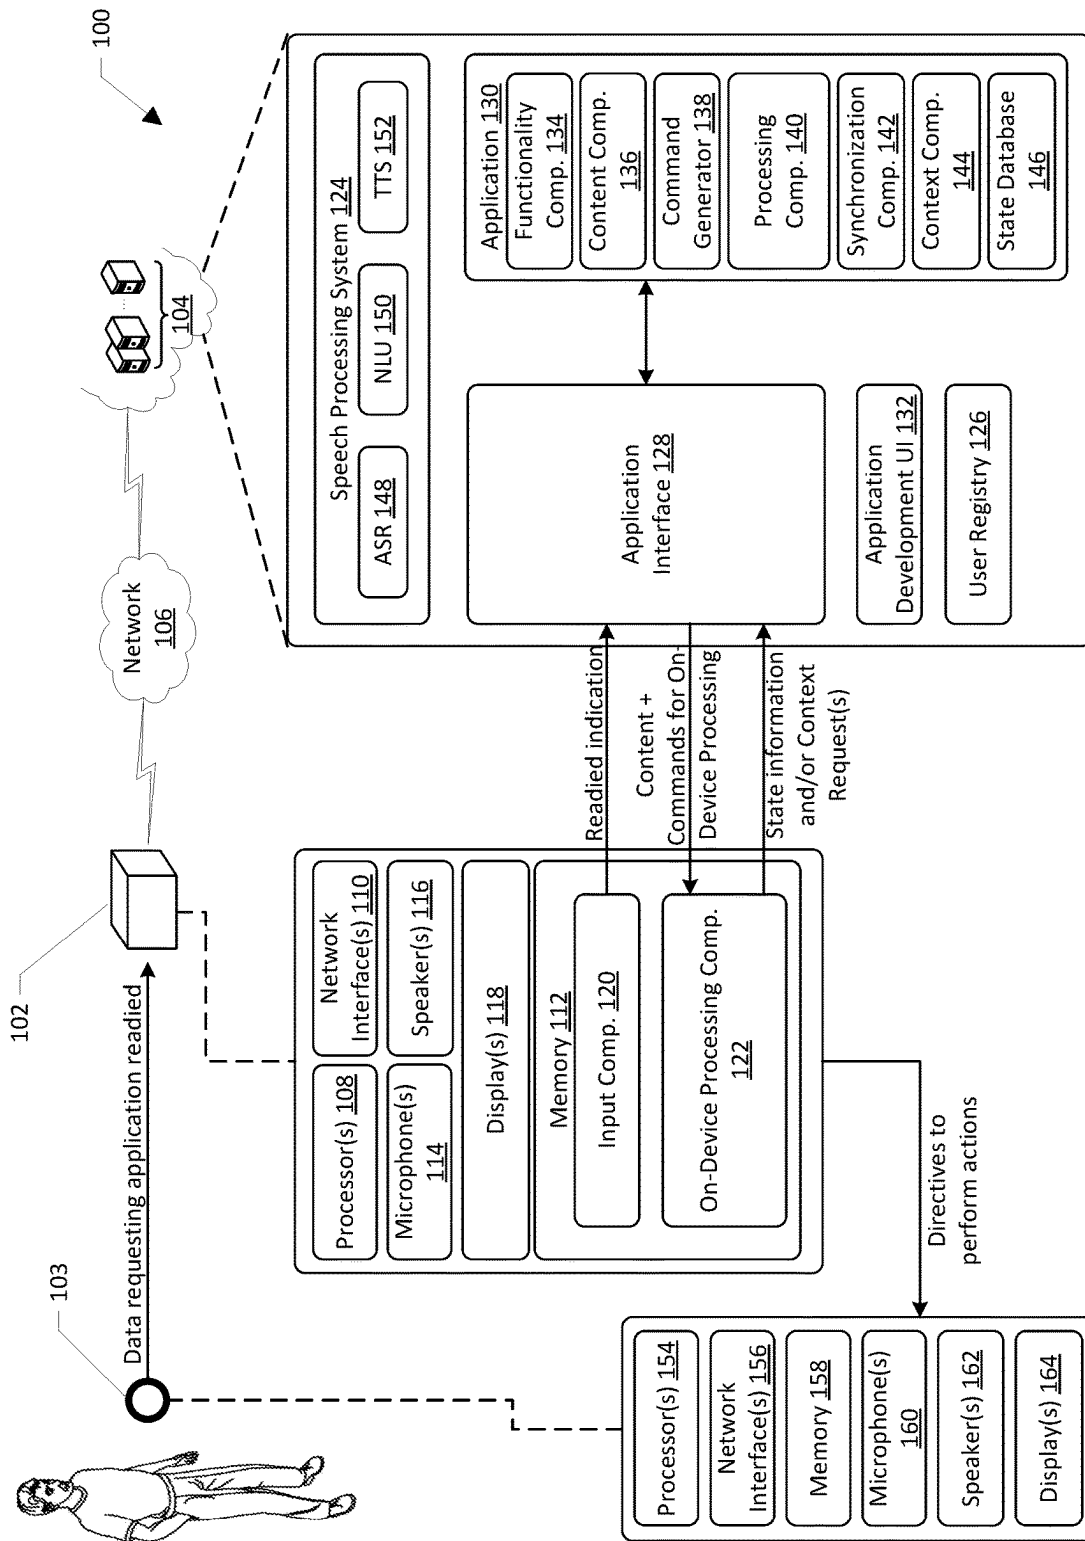 100
102
103
Data requesting application readied
Network
106
104
Processor(s) 154
Network
Interface(s) 156
Memory 158
Microphone(s)
160
Speaker(s) 162
Display(s) 164
Directives to
perform actions
Processor(s) 108
Network
Interface(s) 110
Microphone(s)
114
Speaker(s) 116
Display(s) 118
Memory 112
Input Comp. 120
On-Device Processing Comp.
122
Readied indication
Content +
Commands for On-
Device Processing
State information
and/or Context
Request(s)
Speech Processing System 124
ASR 148
NLU 150
TTS 152
Application
Interface 128
Application
Development UI 132
User Registry 126
Application 130
Functionality
Comp. 134
Content Comp.
136
Command
Generator 138
Processing
Comp. 140
Synchronization
Comp. 142
Context Comp.
144
State Database
146